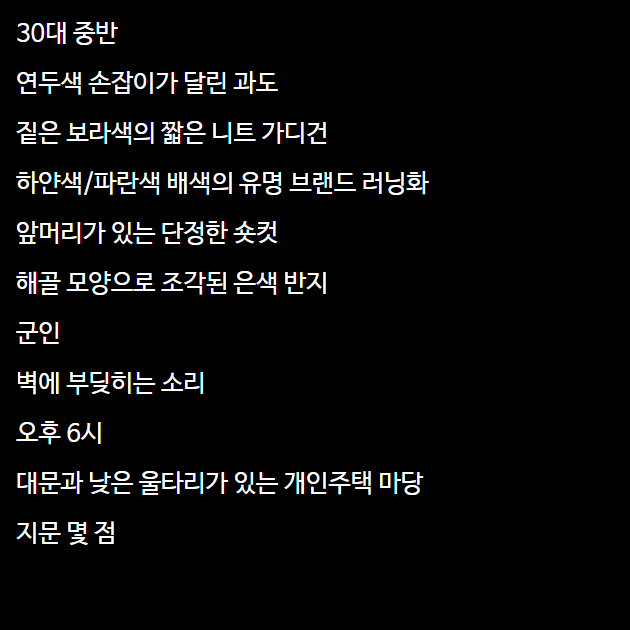 30대 중반
연두색 손잡이가 달린 과도
짙은 보라색의 짧은 니트 가디건
하얀색/파란색 배색의 유명 브랜드 러닝화
앞머리가 있는 단정한 숏컷
해골 모양으로 조각된 은색 반지
군인
벽에 부딪히는 소리
오후 6시
대문과 낮은 울타리가 있는 개인주택 마당
지문 몇 점